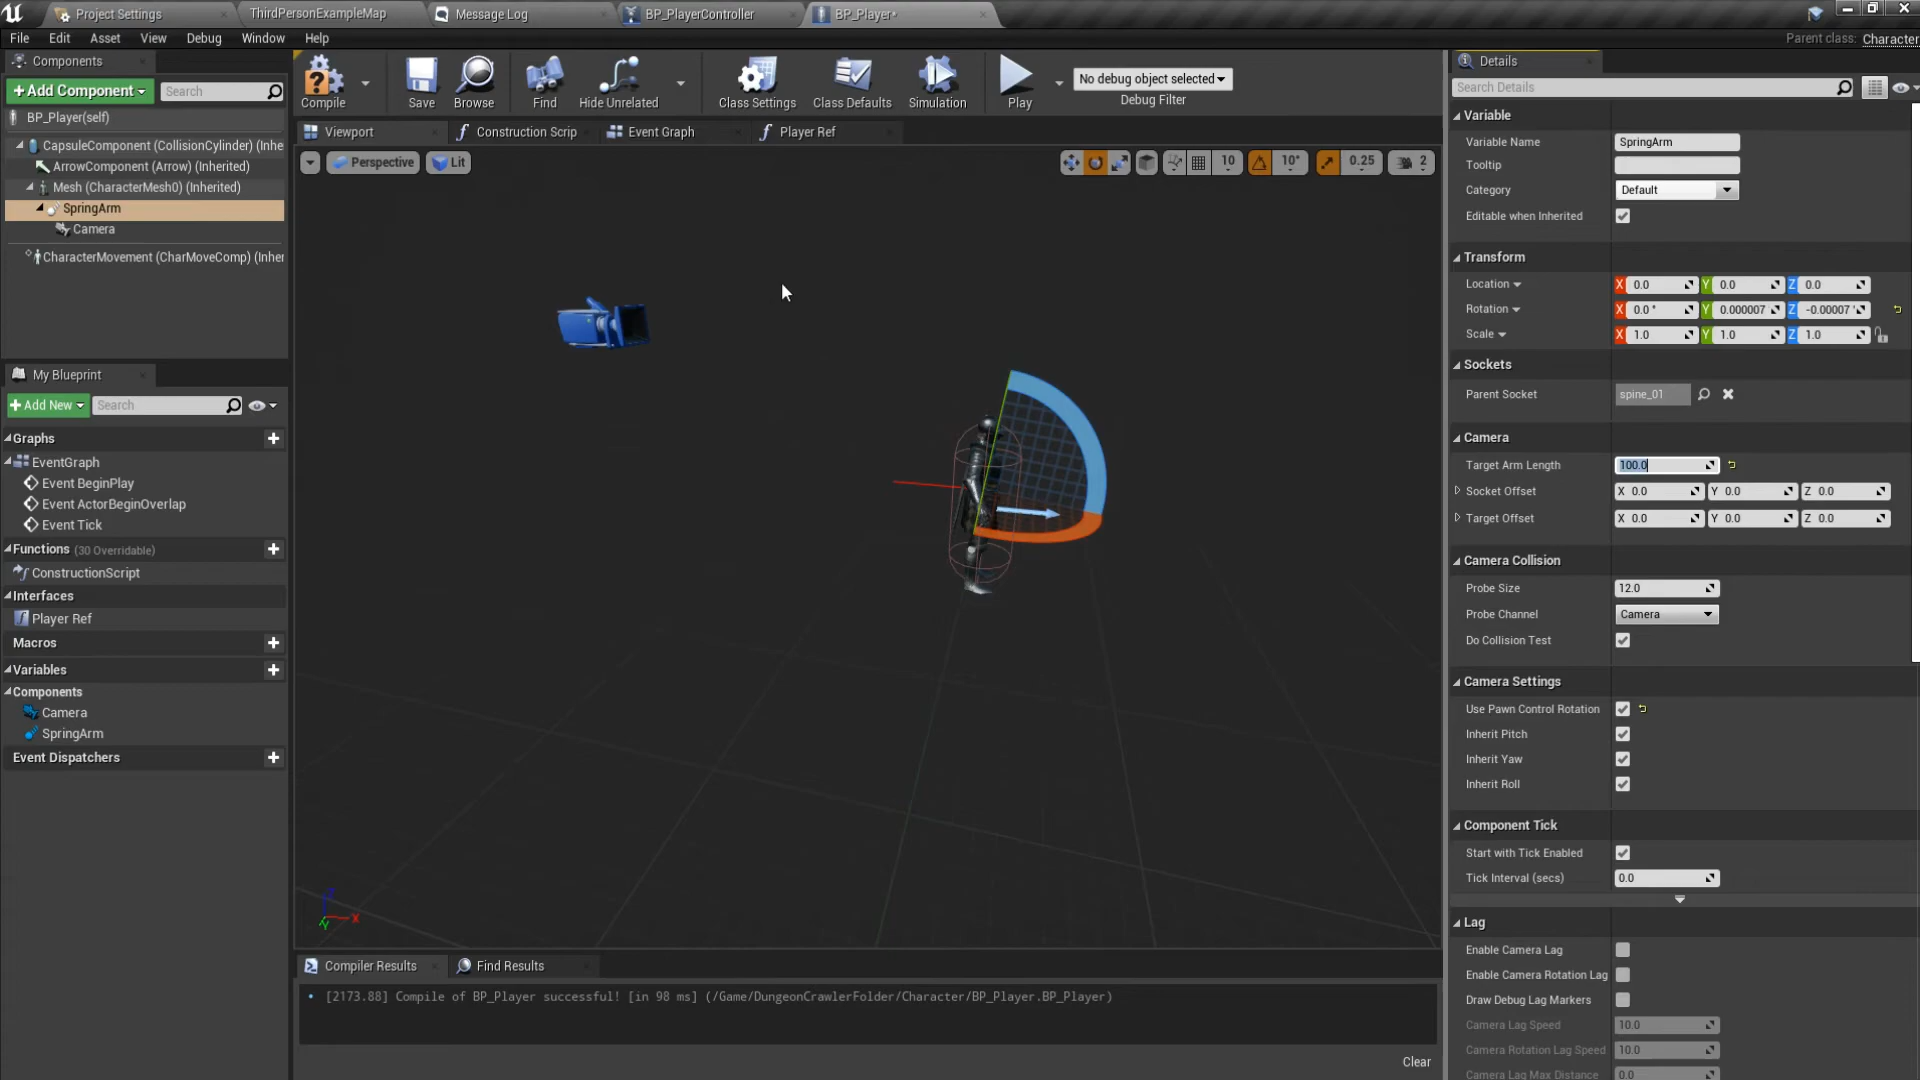 Project Settings
ThirdPersonExampleMap
Message Log
BP_PlayerController
BP_Player*
File Edit Asset View Debug Window Help
Parent class: Character
Components
+Add Component
Search
BP_Player(self)
CapsuleComponent (CollisionCylinder) (Inhe
ArrowComponent (Arrow) (Inherited)
Mesh (CharacterMesh0) (Inherited)
SpringArm
Camera
CharacterMovement (CharMoveComp) (Inher
My Blueprint
+Add New
Search
Graphs
EventGraph
Event BeginPlay
Event ActorBeginOverlap
Event Tick
Functions (30 Overridable)
ConstructionScript
Interfaces
Player Ref
Macros
Variables
Components
Camera
SpringArm
Event Dispatchers
Compile
Save
Browse
Find
Hide Unrelated
Class Settings
Class Defaults
Simulation
Play
No debug object selected
Debug Filter
Viewport
Construction Scrip
Event Graph
Player Ref
Perspective
Lit
10
10°
0.25
2
Z
X
Y
Compiler Results
Find Results
[2173.88] Compile of BP_Player successful! [in 98 ms] (/Game/DungeonCrawlerFolder/Character/BP_Player.BP_Player)
Clear
Details
Search Details
Variable
Variable Name SpringArm
Tooltip
Category Default
Editable when Inherited
Transform
Location X 0.0 Y 0.0 Z 0.0
Rotation X 0.0 ° Y 0.000007 Z -0.00007 °
Scale X 1.0 Y 1.0 Z 1.0
Sockets
Parent Socket spine_01
Camera
Target Arm Length 100.0
Socket Offset X 0.0 Y 0.0 Z 0.0
Target Offset X 0.0 Y 0.0 Z 0.0
Camera Collision
Probe Size 12.0
Probe Channel Camera
Do Collision Test
Camera Settings
Use Pawn Control Rotation
Inherit Pitch
Inherit Yaw
Inherit Roll
Component Tick
Start with Tick Enabled
Tick Interval (secs) 0.0
Lag
Enable Camera Lag
Enable Camera Rotation Lag
Draw Debug Lag Markers
Camera Lag Speed 10.0
Camera Rotation Lag Speed 10.0
Camera Lag Max Distance 0.0